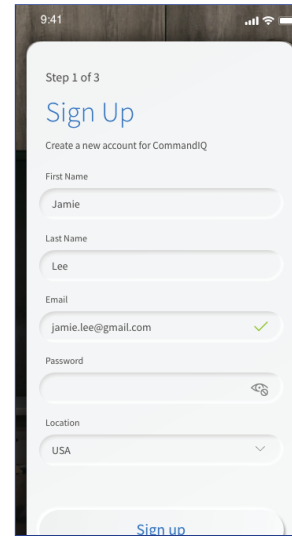 9:41
Step 1 of 3
Sign Up
Create a new account for CommandIQ
First Name
Jamie
Last Name
Lee
Email
jamie.lee@gmail.com
Password
Location
USA
Sign up